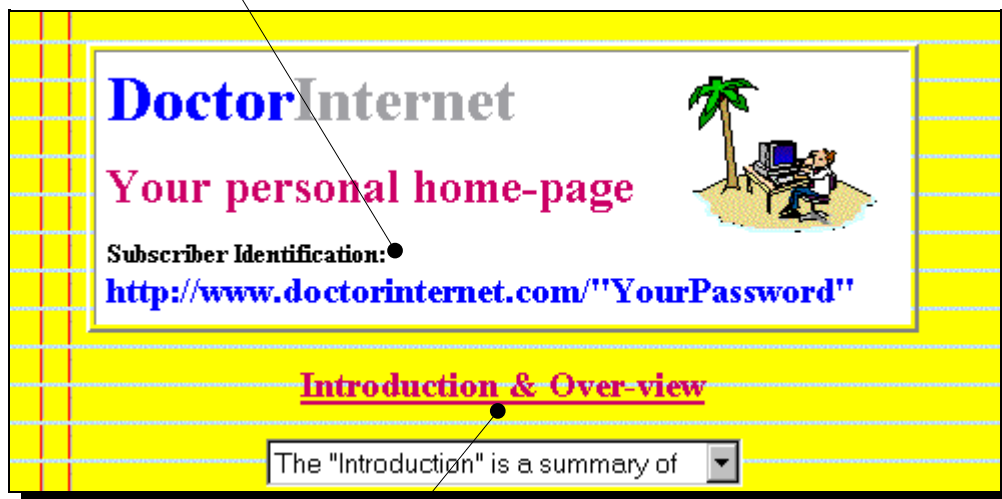 DoctorInternet
Your personal home-page
Subscriber Identification:
http://www.doctorinternet.com/"YourPassword"
Introduction & Over-view
The "Introduction" is a summary of